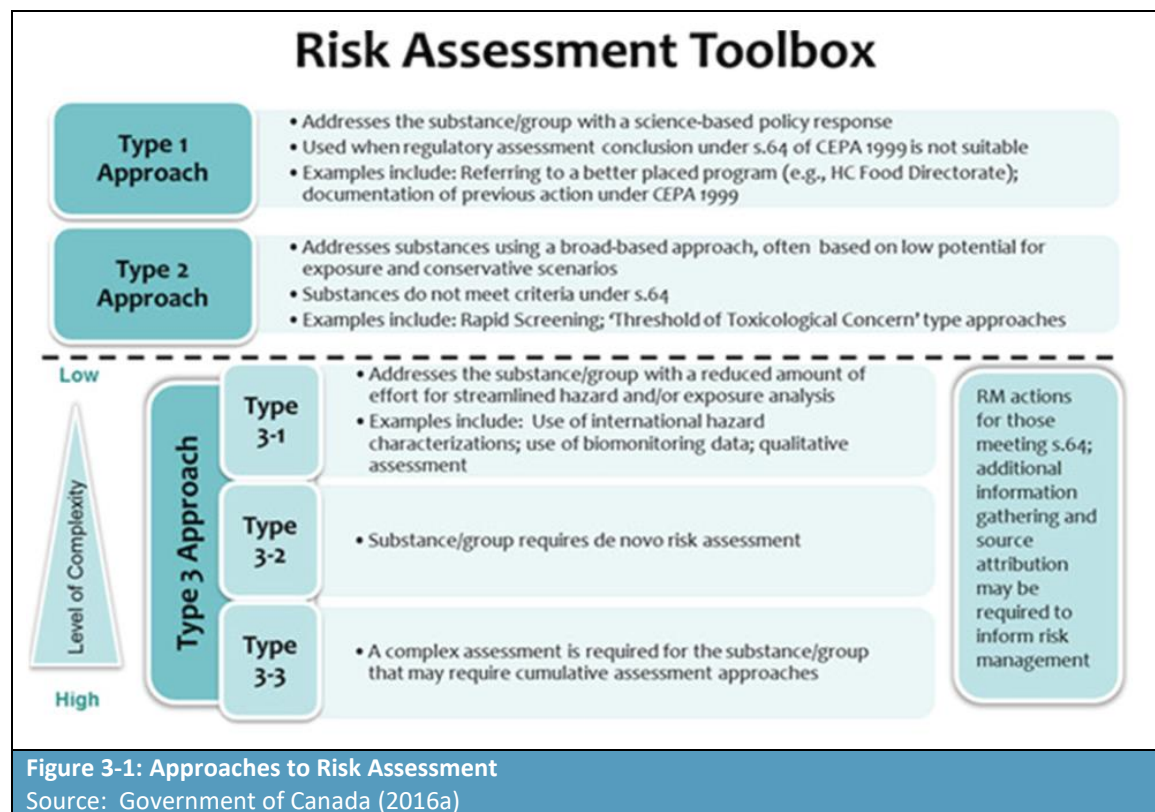 Risk Assessment Toolbox
Type 1
Approach
• Addresses the substance/group with a science-based policy response
• Used when regulatory assessment conclusion under s.64 of CEPA 1999 is not suitable
• Examples include: Referring to a better placed program (e.g., HC Food Directorate);
documentation of previous action under CEPA 1999
Type 2
Approach
• Addresses substances using a broad-based approach, often based on low potential for
exposure and conservative scenarios
• Substances do not meet criteria under s.64
• Examples include: Rapid Screening; ‘Threshold of Toxicological Concern’ type approaches
Low
Level of Complexity
High
Type 3 Approach
Type
3-1
• Addresses the substance/group with a reduced amount of
effort for streamlined hazard and/or exposure analysis
• Examples include: Use of international hazard
characterizations; use of biomonitoring data; qualitative
assessment
Type
3-2
• Substance/group requires de novo risk assessment
Type
3-3
• A complex assessment is required for the substance/group
that may require cumulative assessment approaches
RM actions
for those
meeting s.64;
additional
information
gathering and
source
attribution
may be
required to
inform risk
management
Figure 3-1: Approaches to Risk Assessment
Source: Government of Canada (2016a)